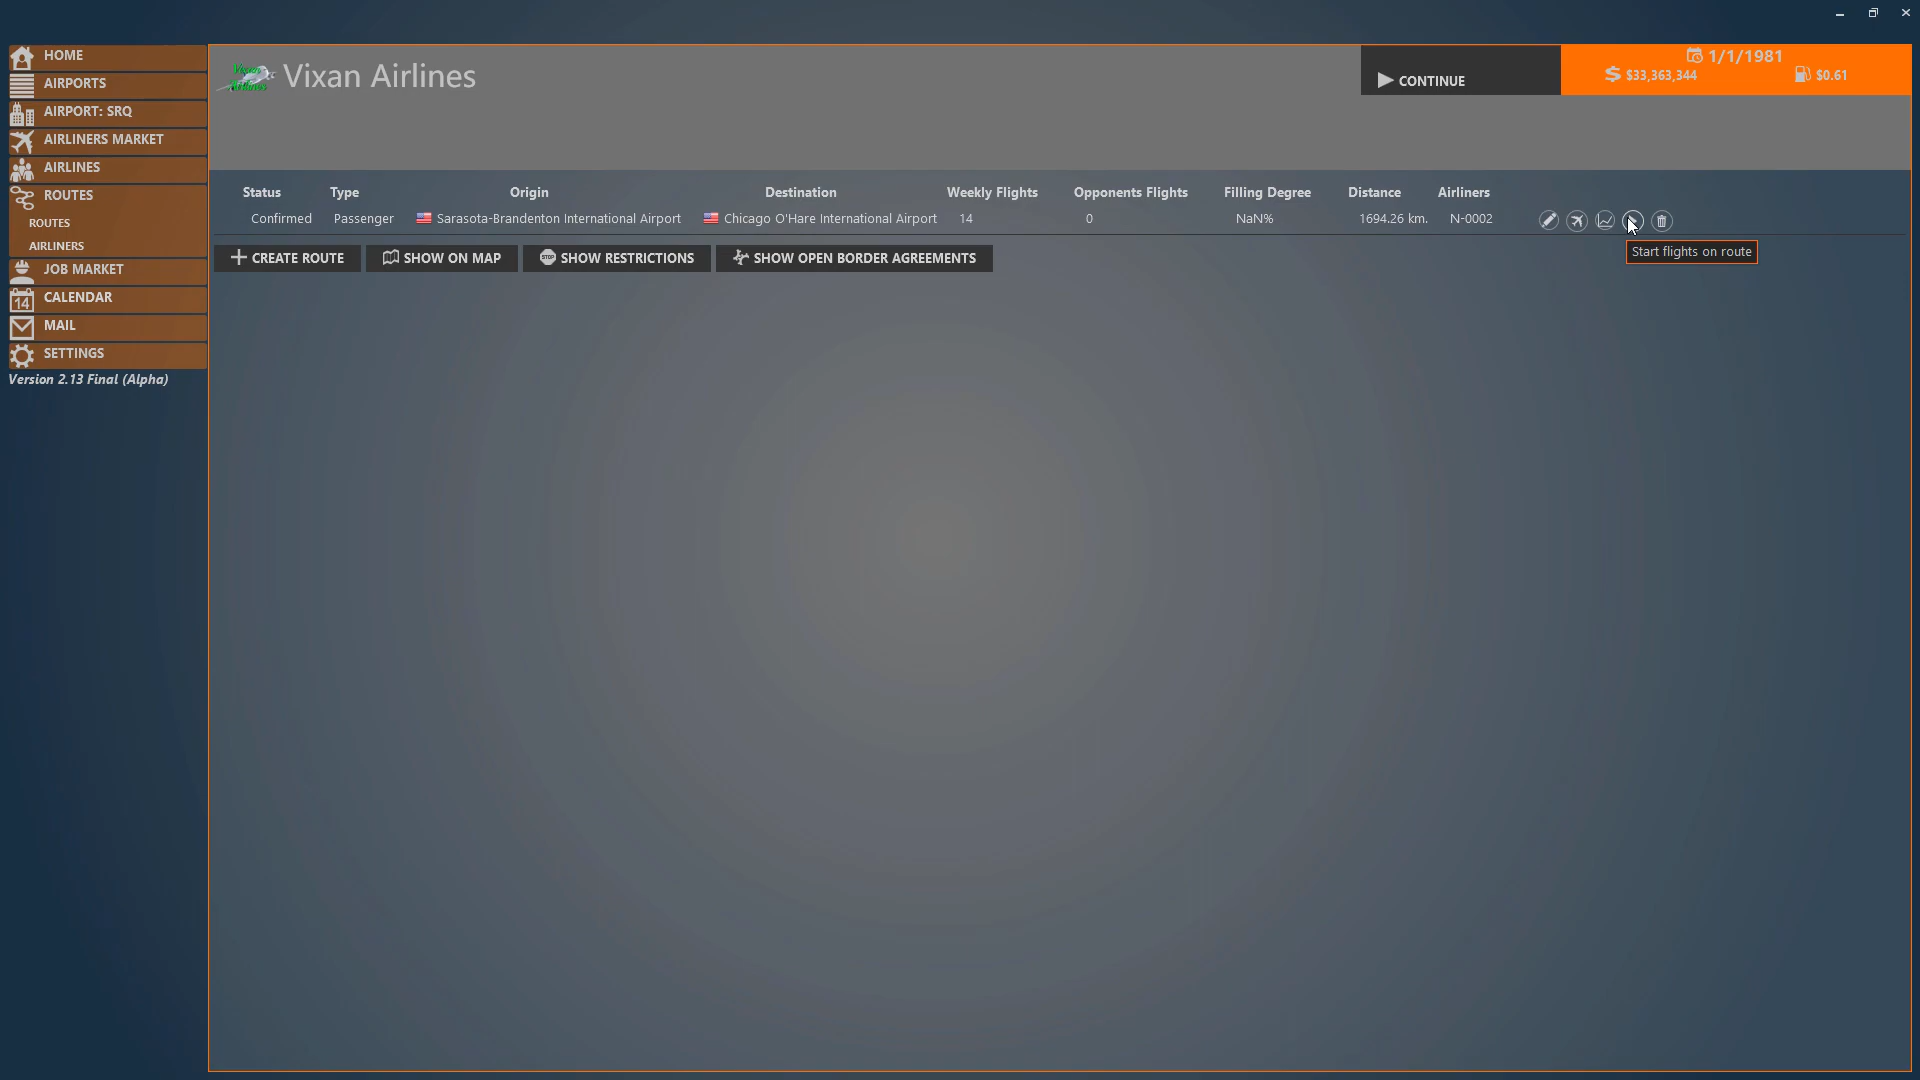 HOME
AIRPORTS
AIRPORT: SRQ
AIRLINERS MARKET
AIRLINES
ROUTES
ROUTES
AIRLINERS
JOB MARKET
14 CALENDAR
MAIL
SETTINGS
Version 2.13 Final (Alpha)
Vixan Airlines
Vixan Airlines
CONTINUE
1/1/1981
$ $33,363,344 $0.61
Status Type Origin Destination Weekly Flights Opponents Flights Filling Degree Distance Airliners
Confirmed Passenger Sarasota-Brandenton International Airport Chicago O'Hare International Airport 14 0 NaN% 1694.26 km. N-0002
Start flights on route
CREATE ROUTE SHOW ON MAP STOP SHOW RESTRICTIONS SHOW OPEN BORDER AGREEMENTS